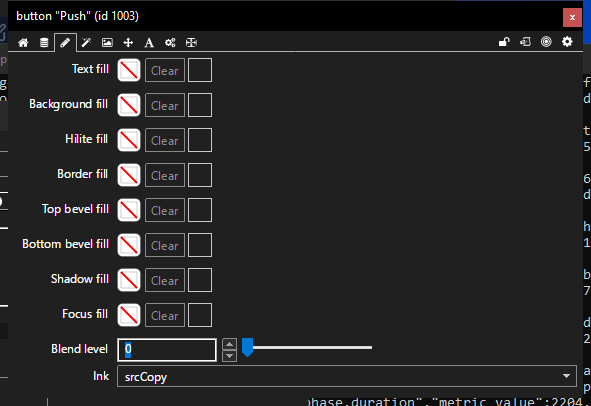 button "Push" (id 1003)
x
A
Text fill Clear
Background fill Clear
Hilite fill Clear
Border fill Clear
Top bevel fill Clear
Bottom bevel fill Clear
Shadow fill Clear
Focus fill Clear
Blend level 0
Ink srcCopy
phase.duration","metric_value":2204.